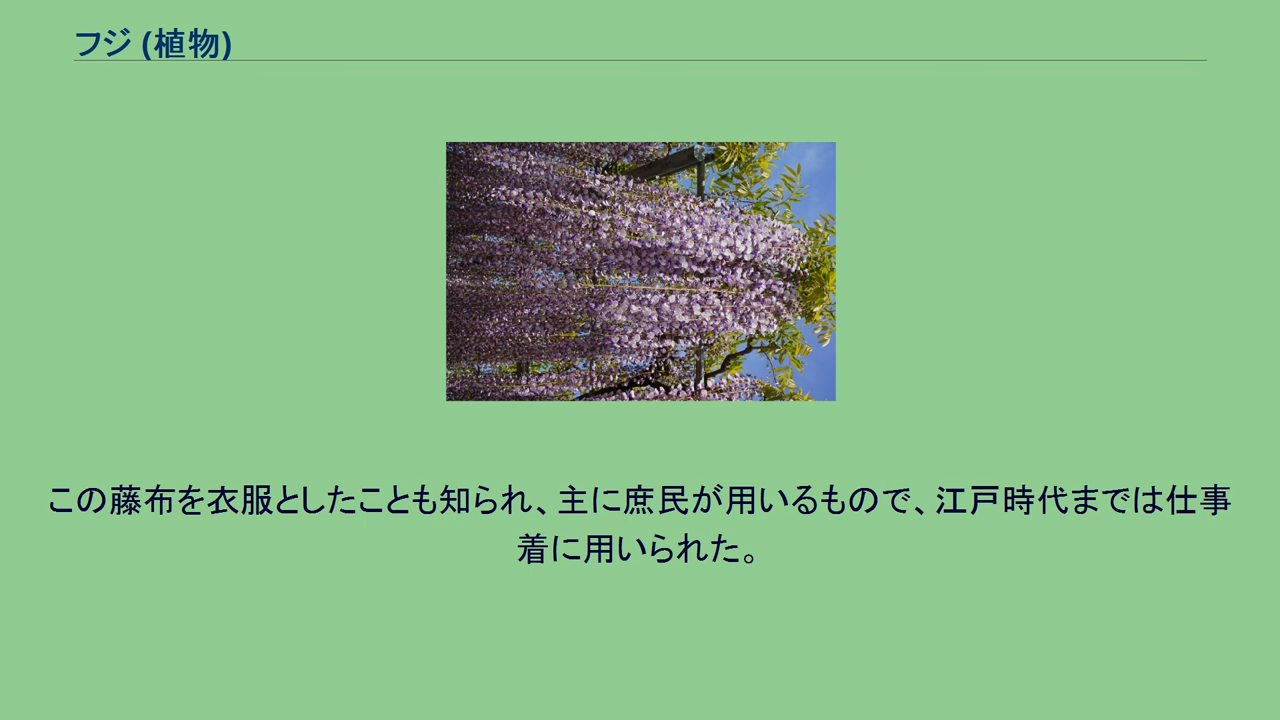 フジ (植物)
この藤布を衣服としたことも知られ、主に庶民が用いるもので、江戸時代までは仕事
着に用いられた。